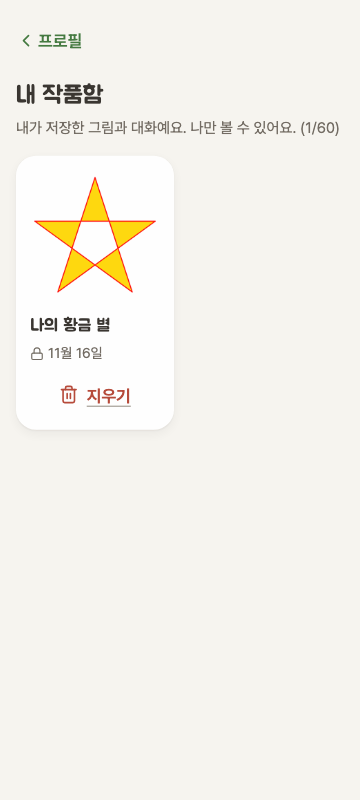 프로필
내 작품함
내가 저장한 그림과 대화예요. 나만 볼 수 있어요. (1/60)
나의 황금 별
11월 16일
지우기